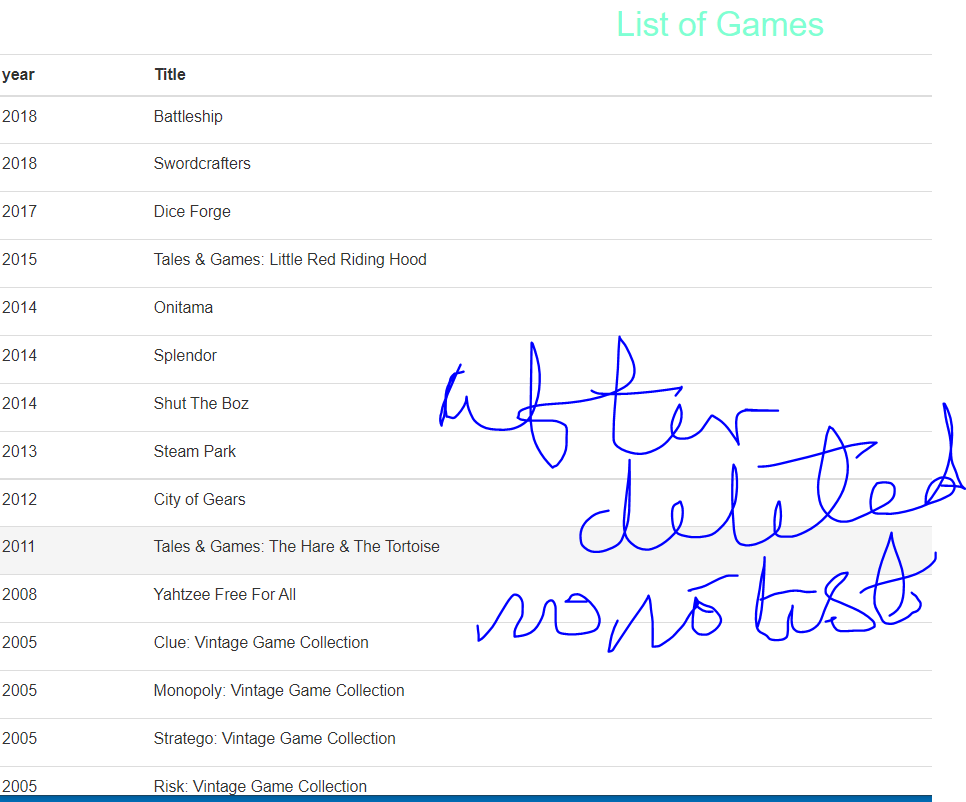 List of Games
year Title
2018 Battleship
2018 Swordcrafters
2017 Dice Forge
2015 Tales & Games: Little Red Riding Hood
2014 Onitama
2014 Splendor
2014 Shut The Boz
2013 Steam Park
2012 City of Gears
2011 Tales & Games: The Hare & The Tortoise
2008 Yahtzee Free For All
2005 Clue: Vintage Game Collection
2005 Monopoly: Vintage Game Collection
2005 Stratego: Vintage Game Collection
2005 Risk: Vintage Game Collection
after
deleted